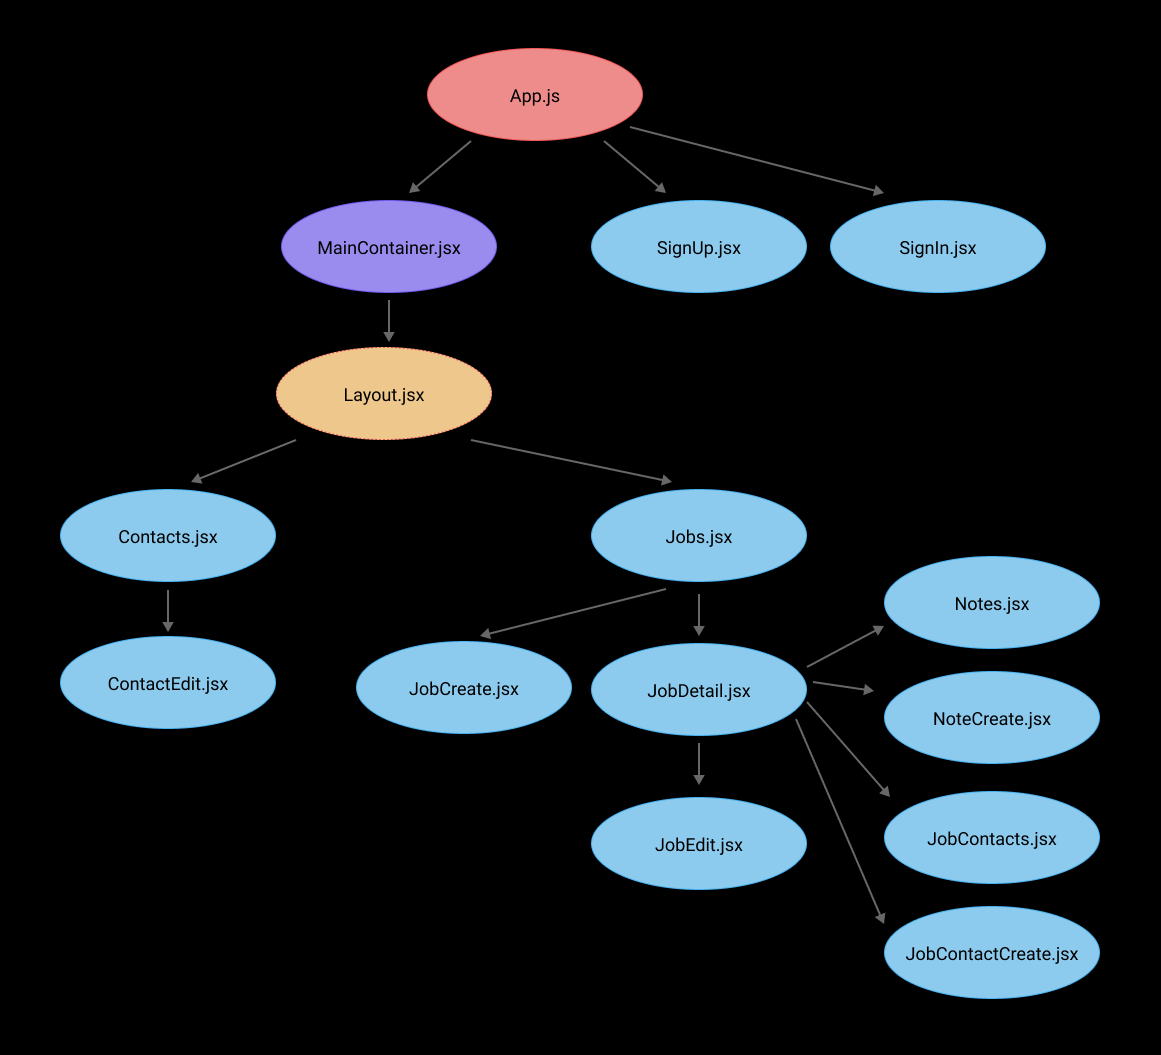 App.js
MainContainer.jsx
SignUp.jsx
SignIn.jsx
Layout.jsx
Contacts.jsx
Jobs.jsx
Notes.jsx
ContactEdit.jsx
JobCreate.jsx
JobDetail.jsx
NoteCreate.jsx
JobEdit.jsx
JobContacts.jsx
JobContactCreate.jsx